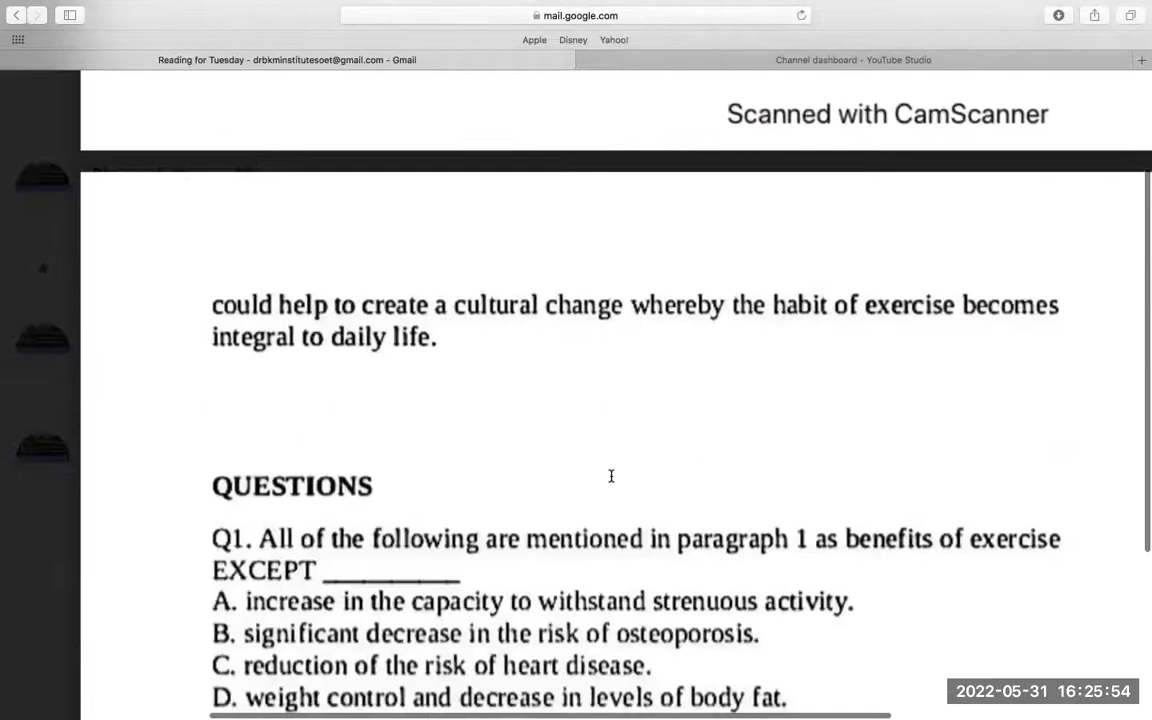 mail.google.com
Apple Disney Yahoo!
Reading for Tuesday - drbkminstitutesoet@gmail.com - Gmail
Channel dashboard - YouTube Studio
Scanned with CamScanner
could help to create a cultural change whereby the habit of exercise becomes
integral to daily life.
QUESTIONS
Q1. All of the following are mentioned in paragraph 1 as benefits of exercise
EXCEPT __________
A. increase in the capacity to withstand strenuous activity.
B. significant decrease in the risk of osteoporosis.
C. reduction of the risk of heart disease.
D. weight control and decrease in levels of body fat.
2022-05-31 16:25:54